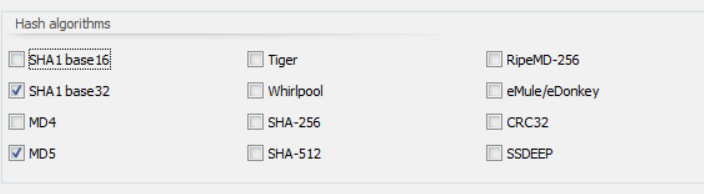 Hash algorithms
SHA1 base16
Tiger
RipeMD-256
SHA1 base32
Whirlpool
eMule/eDonkey
MD4
SHA-256
CRC32
MD5
SHA-512
SSDEEP